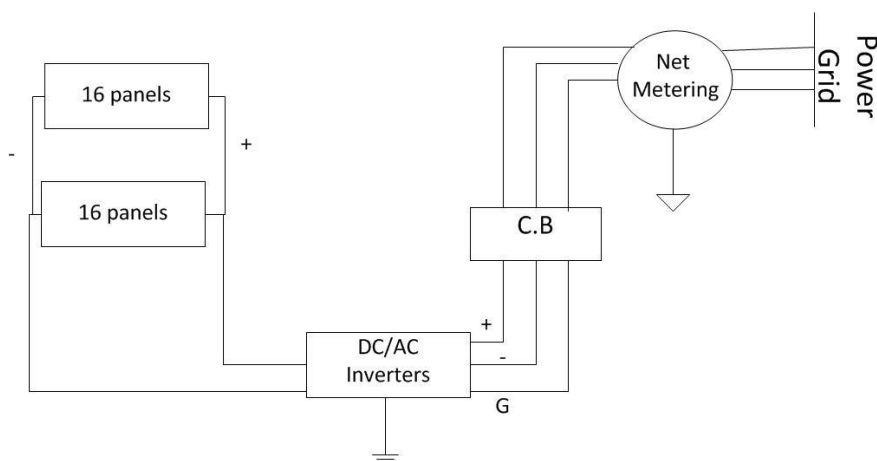 16 panels
-
+
16 panels
DC/AC
Inverters
+
-
G
C.B
Net
Metering
Power
Grid